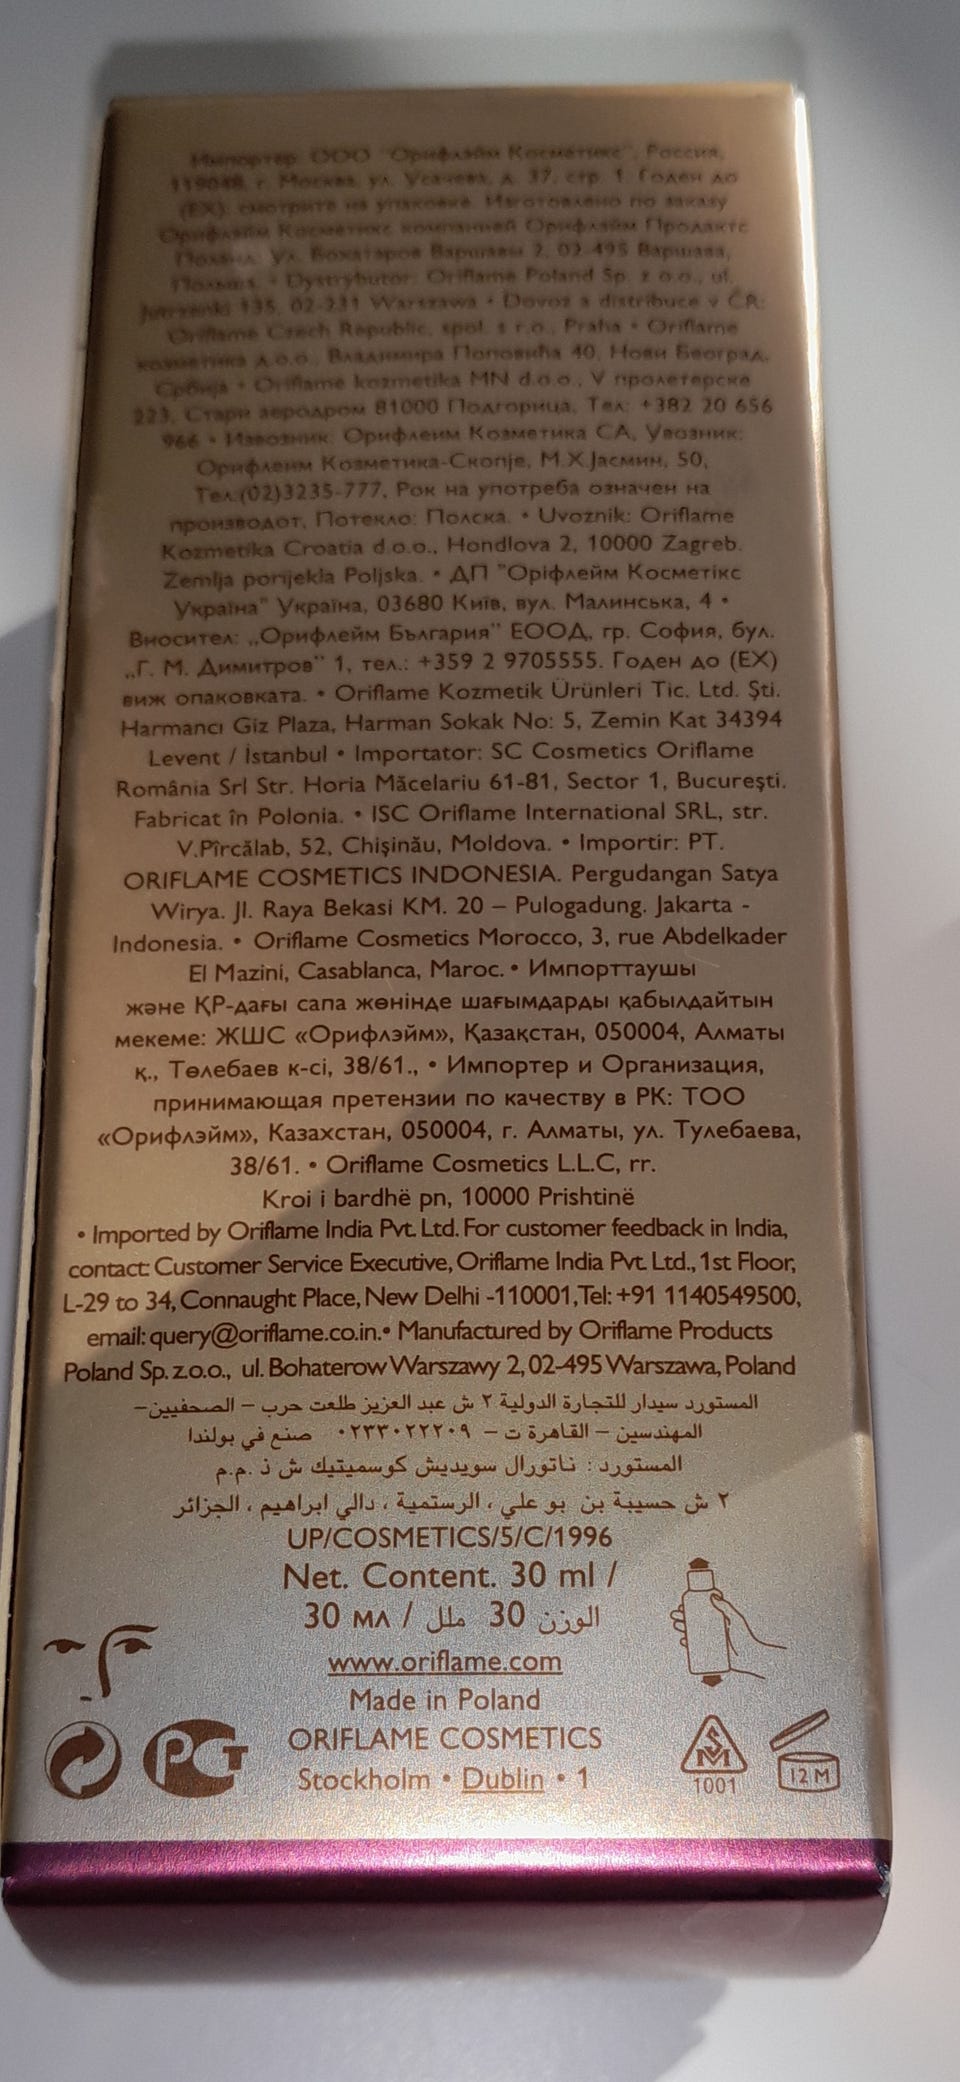 Импортер: ООО "Орифлэйм Косметикс", Россия,
119048, г. Москва, ул. Усачева, д. 37, стр. 1. Годен до
(EX): смотрите на упаковке. Изготовлено по заказу
Орифлэйм Косметикс компанией Орифлэйм Продактс
Поланд, Ул. Бохатаров Варшавы 2, 02-495 Варшава,
Польша. • Dystrybutor: Oriflame Poland Sp. z o.o., ul.
Jutrzenki 135, 02-231 Warszawa • Dovoz a distribuce v ČR:
Oriflame Czech Republic, spol. s r.o., Praha • Oriflame
козметика д.о.о., Владимира Поповића 40, Нови Београд,
Србија • Oriflame kozmetika MN d.o.o., V пролетерске
223, Стари аеродром 81000 Подгорица, Тел: +382 20 656
966 • Извозник: Орифлеим Козметика СА, Увозник:
Орифлеим Козметика-Скопје, М.Х.Јасмин, 50,
Тел.(02)3235-777, Рок на употреба означен на
производот, Потекло: Полска. • Uvoznik: Oriflame
Kozmetika Croatia d.o.o., Hondlova 2, 10000 Zagreb.
Zemlja porijekla Poljska. • ДП "Оріфлейм Косметікс
Україна" Україна, 03680 Київ, вул. Малинська, 4 •
Вносител: „Орифлейм България" ЕООД, гр. София, бул.
„Г. М. Димитров" 1, тел.: +359 2 9705555. Годен до (EX)
виж опаковката. • Oriflame Kozmetik Ürünleri Tic. Ltd. Şti.
Harmancı Giz Plaza, Harman Sokak No: 5, Zemin Kat 34394
Levent / İstanbul • Importator: SC Cosmetics Oriflame
România Srl Str. Horia Măcelariu 61-81, Sector 1, Bucureşti.
Fabricat în Polonia. • ISC Oriflame International SRL, str.
V.Pîrcălab, 52, Chişinău, Moldova. • Importir: PT.
ORIFLAME COSMETICS INDONESIA. Pergudangan Satya
Wirya. Jl. Raya Bekasi KM. 20 – Pulogadung. Jakarta -
Indonesia. • Oriflame Cosmetics Morocco, 3, rue Abdelkader
El Mazini, Casablanca, Maroc. • Импорттаушы
және ҚР-дағы сапа жөнінде шағымдарды қабылдайтын
мекеме: ЖШС «Орифлэйм», Қазақстан, 050004, Алматы
қ., Төлебаев к-сі, 38/61., • Импортер и Организация,
принимающая претензии по качеству в РК: ТОО
«Орифлэйм», Казахстан, 050004, г. Алматы, ул. Тулебаева,
38/61. • Oriflame Cosmetics L.L.C, rr.
Kroi i bardhë pn, 10000 Prishtinë
• Imported by Oriflame India Pvt. Ltd. For customer feedback in India,
contact: Customer Service Executive, Oriflame India Pvt. Ltd., 1st Floor,
L-29 to 34, Connaught Place, New Delhi -110001, Tel: +91 1140549500,
email: query@oriflame.co.in.• Manufactured by Oriflame Products
Poland Sp. z.o.o., ul. Bohaterow Warszawy 2, 02-495 Warszawa, Poland
المستورد سيدار للتجارة الدولية ٢ ش عبد العزيز طلعت حرب – الصحفيين–
المهندسين – القاهرة ت – ٠٢٣٣٠٢٢٢٠٩ صنع في بولندا
المستورد : ناتورال سويديش كوسميتيك ش ذ .م.م
٢ ش حسيبة بن بو علي ، الرستمية ، دالي ابراهيم ، الجزائر
UP/COSMETICS/5/C/1996
Net. Content. 30 ml /
30 мл / الوزن 30 ملل
www.oriflame.com
Made in Poland
ORIFLAME COSMETICS
Stockholm • Dublin • 1
РСТ
SM
1001
12 M